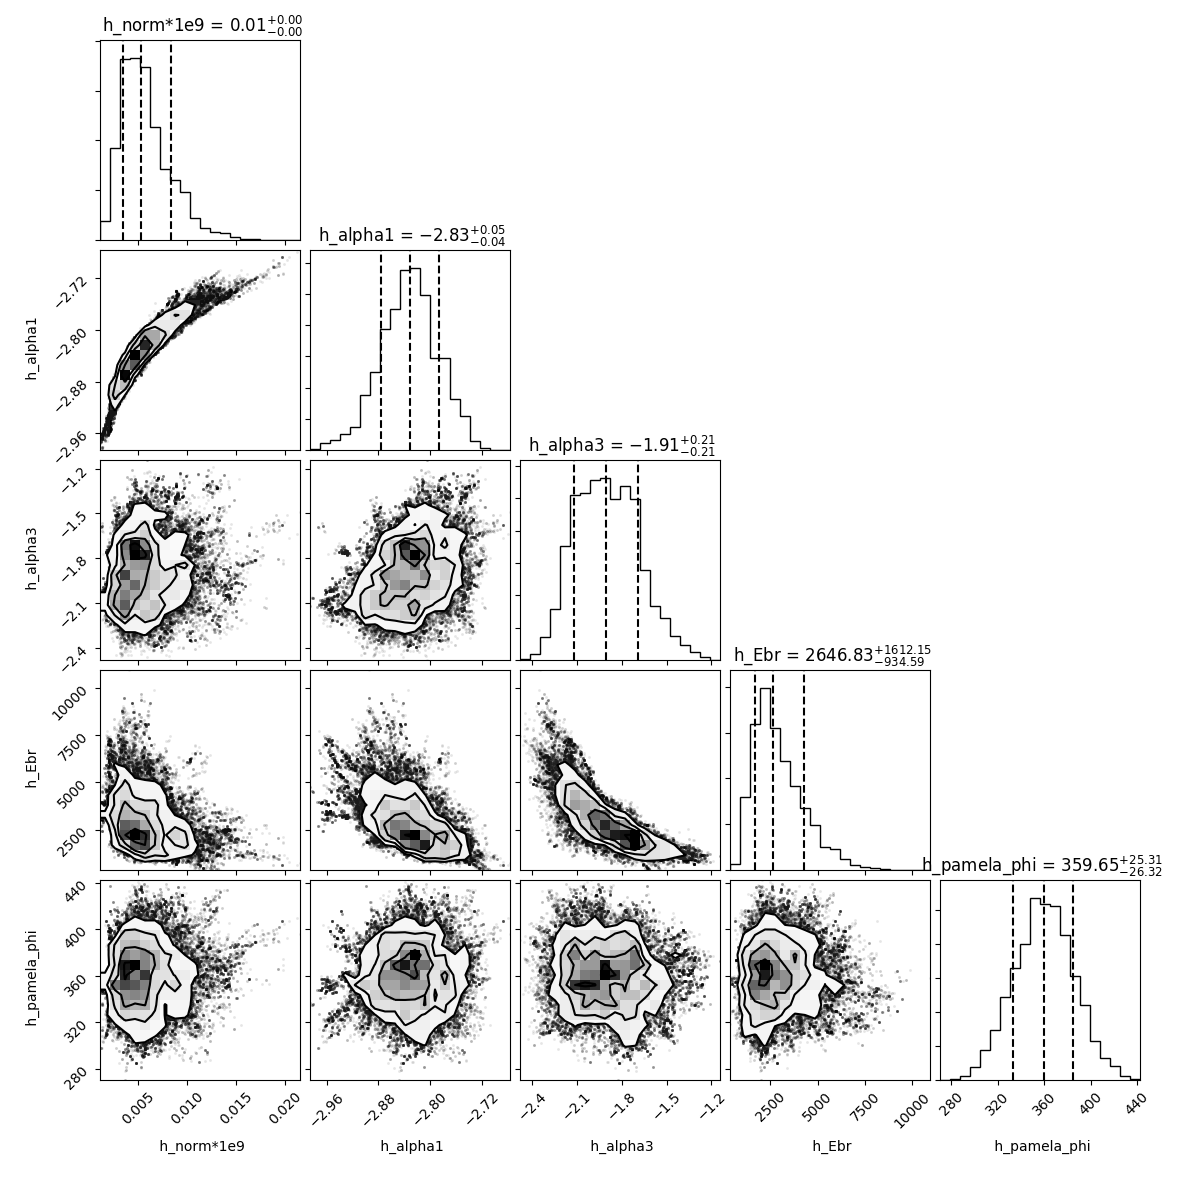 h_norm*1e9 = 0.01+0.00 −0.00
h_alpha1 = −2.83+0.05 −0.04
h_alpha1
−2.72
−2.80
−2.88
−2.96
h_alpha3 = −1.91+0.21 −0.21
h_alpha3
−1.2
−1.5
−1.8
−2.1
−2.4
h_Ebr = 2646.83+1612.15 −934.59
h_Ebr
10000
7500
5000
2500
h_pamela_phi = 359.65+25.31 −26.32
h_pamela_phi
440
400
360
320
280
0.005 0.010 0.015 0.020 −2.96 −2.88 −2.80 −2.72 −2.4 −2.1 −1.8 −1.5 −1.2 2500 5000 7500 10000 280 320 360 400 440
h_norm*1e9 h_alpha1 h_alpha3 h_Ebr h_pamela_phi